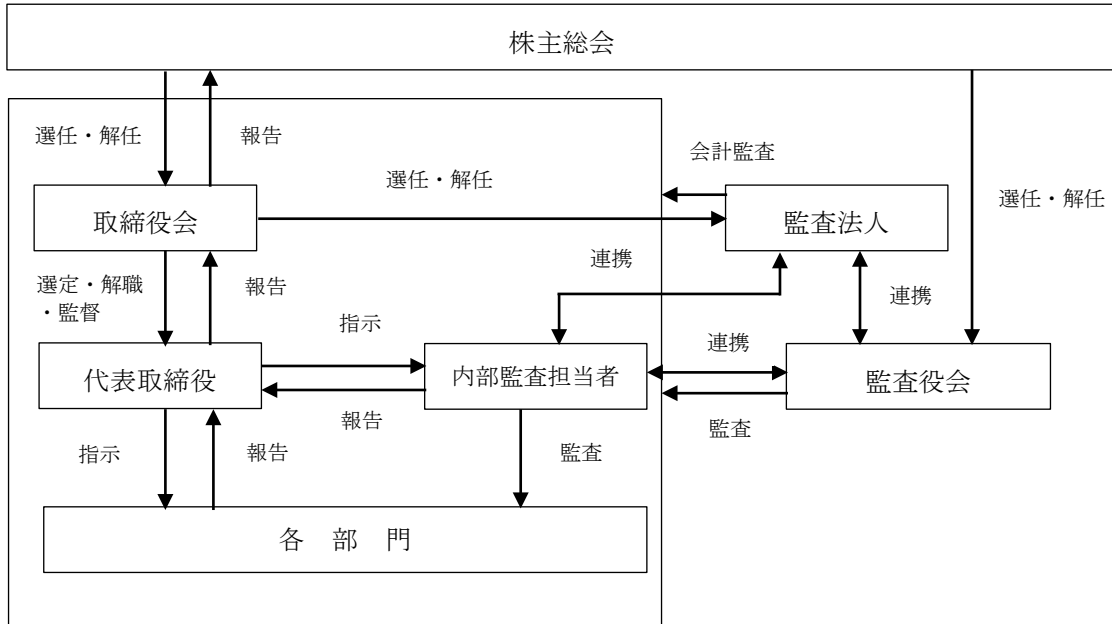 株主総会
選任・解任
報告
会計監査
選任・解任
選任・解任
取締役会
監査法人
連携
選定・解職
・監督
報告
連携
指示
連携
代表取締役
内部監査担当者
監査役会
報告
監査
指示
報告
監査
各 部 門